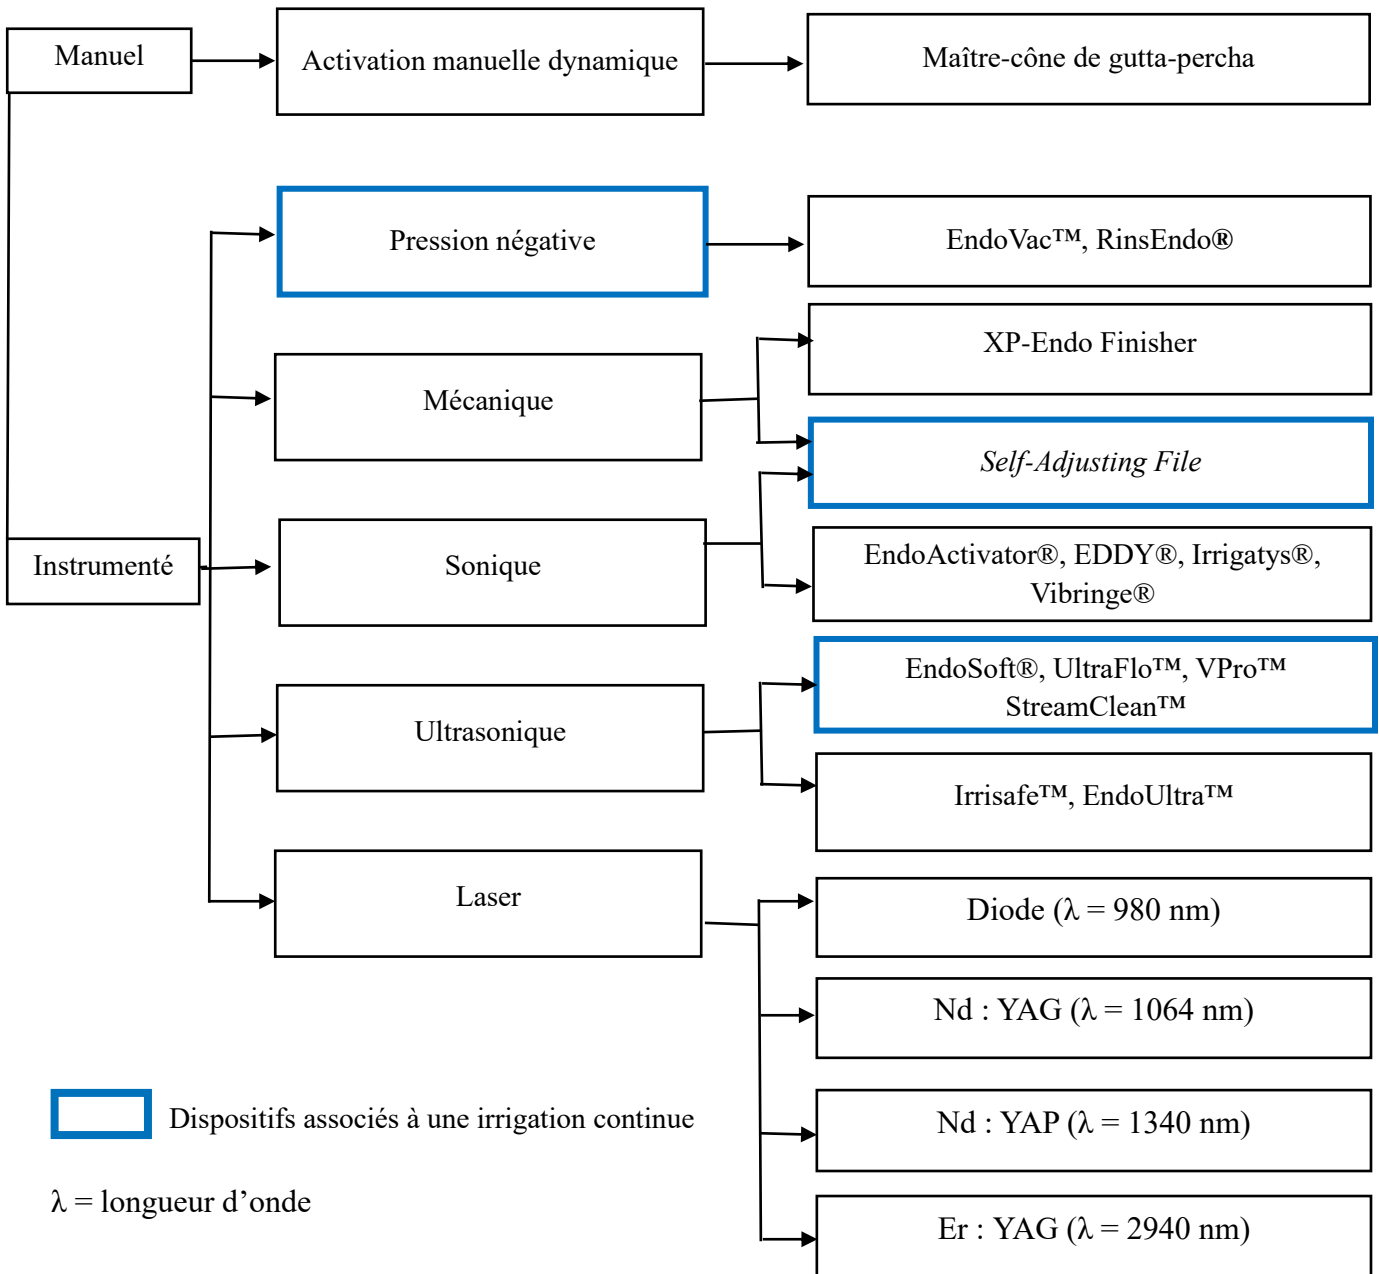 Manuel
Activation manuelle dynamique
Maître-cône de gutta-percha
Pression négative
EndoVac™, RinsEndo®
Mécanique
XP-Endo Finisher
Self-Adjusting File
Instrumenté
Sonique
EndoActivator®, EDDY®, Irrigatys®,
Vibringe®
Ultrasonique
EndoSoft®, UltraFlo™, VPro™
StreamClean™
Irrisafe™, EndoUltra™
Laser
Diode (λ = 980 nm)
Nd : YAG (λ = 1064 nm)
Nd : YAP (λ = 1340 nm)
Er : YAG (λ = 2940 nm)
Dispositifs associés à une irrigation continue
λ = longueur d’onde